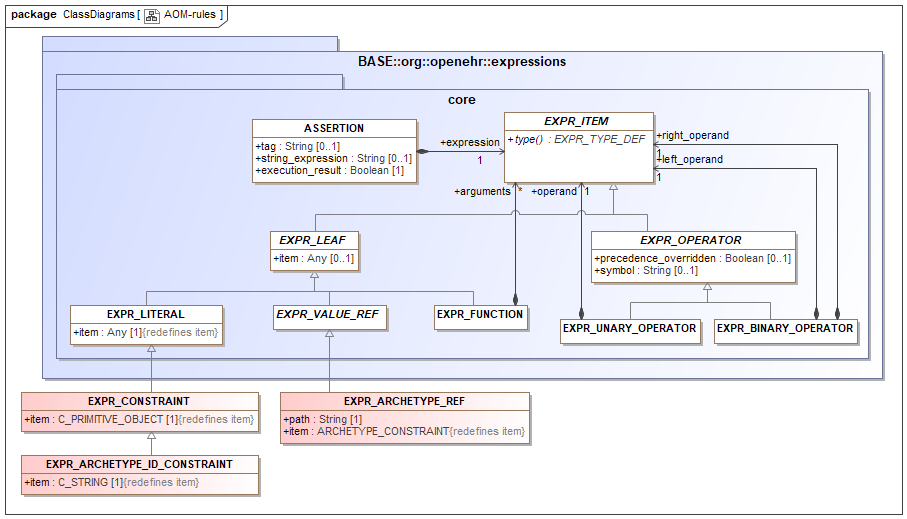 package ClassDiagrams [ AOM-rules ]
BASE::org::openehr::expressions
core
ASSERTION
+tag : String [0..1]
+string_expression : String [0..1]
+execution_result : Boolean [1]
+expression
1
EXPR_ITEM
+type() : EXPR_TYPE_DEF
+right_operand
1
+left_operand
1
+arguments
*
+operand
1
EXPR_LEAF
+item : Any [0..1]
EXPR_OPERATOR
+precedence_overridden : Boolean [0..1]
+symbol : String [0..1]
EXPR_LITERAL
+item : Any [1]{redefines item}
EXPR_VALUE_REF
EXPR_FUNCTION
EXPR_UNARY_OPERATOR
EXPR_BINARY_OPERATOR
EXPR_CONSTRAINT
+item : C_PRIMITIVE_OBJECT [1]{redefines item}
EXPR_ARCHETYPE_REF
+path : String [1]
+item : ARCHETYPE_CONSTRAINT{redefines item}
EXPR_ARCHETYPE_ID_CONSTRAINT
+item : C_STRING [1]{redefines item}